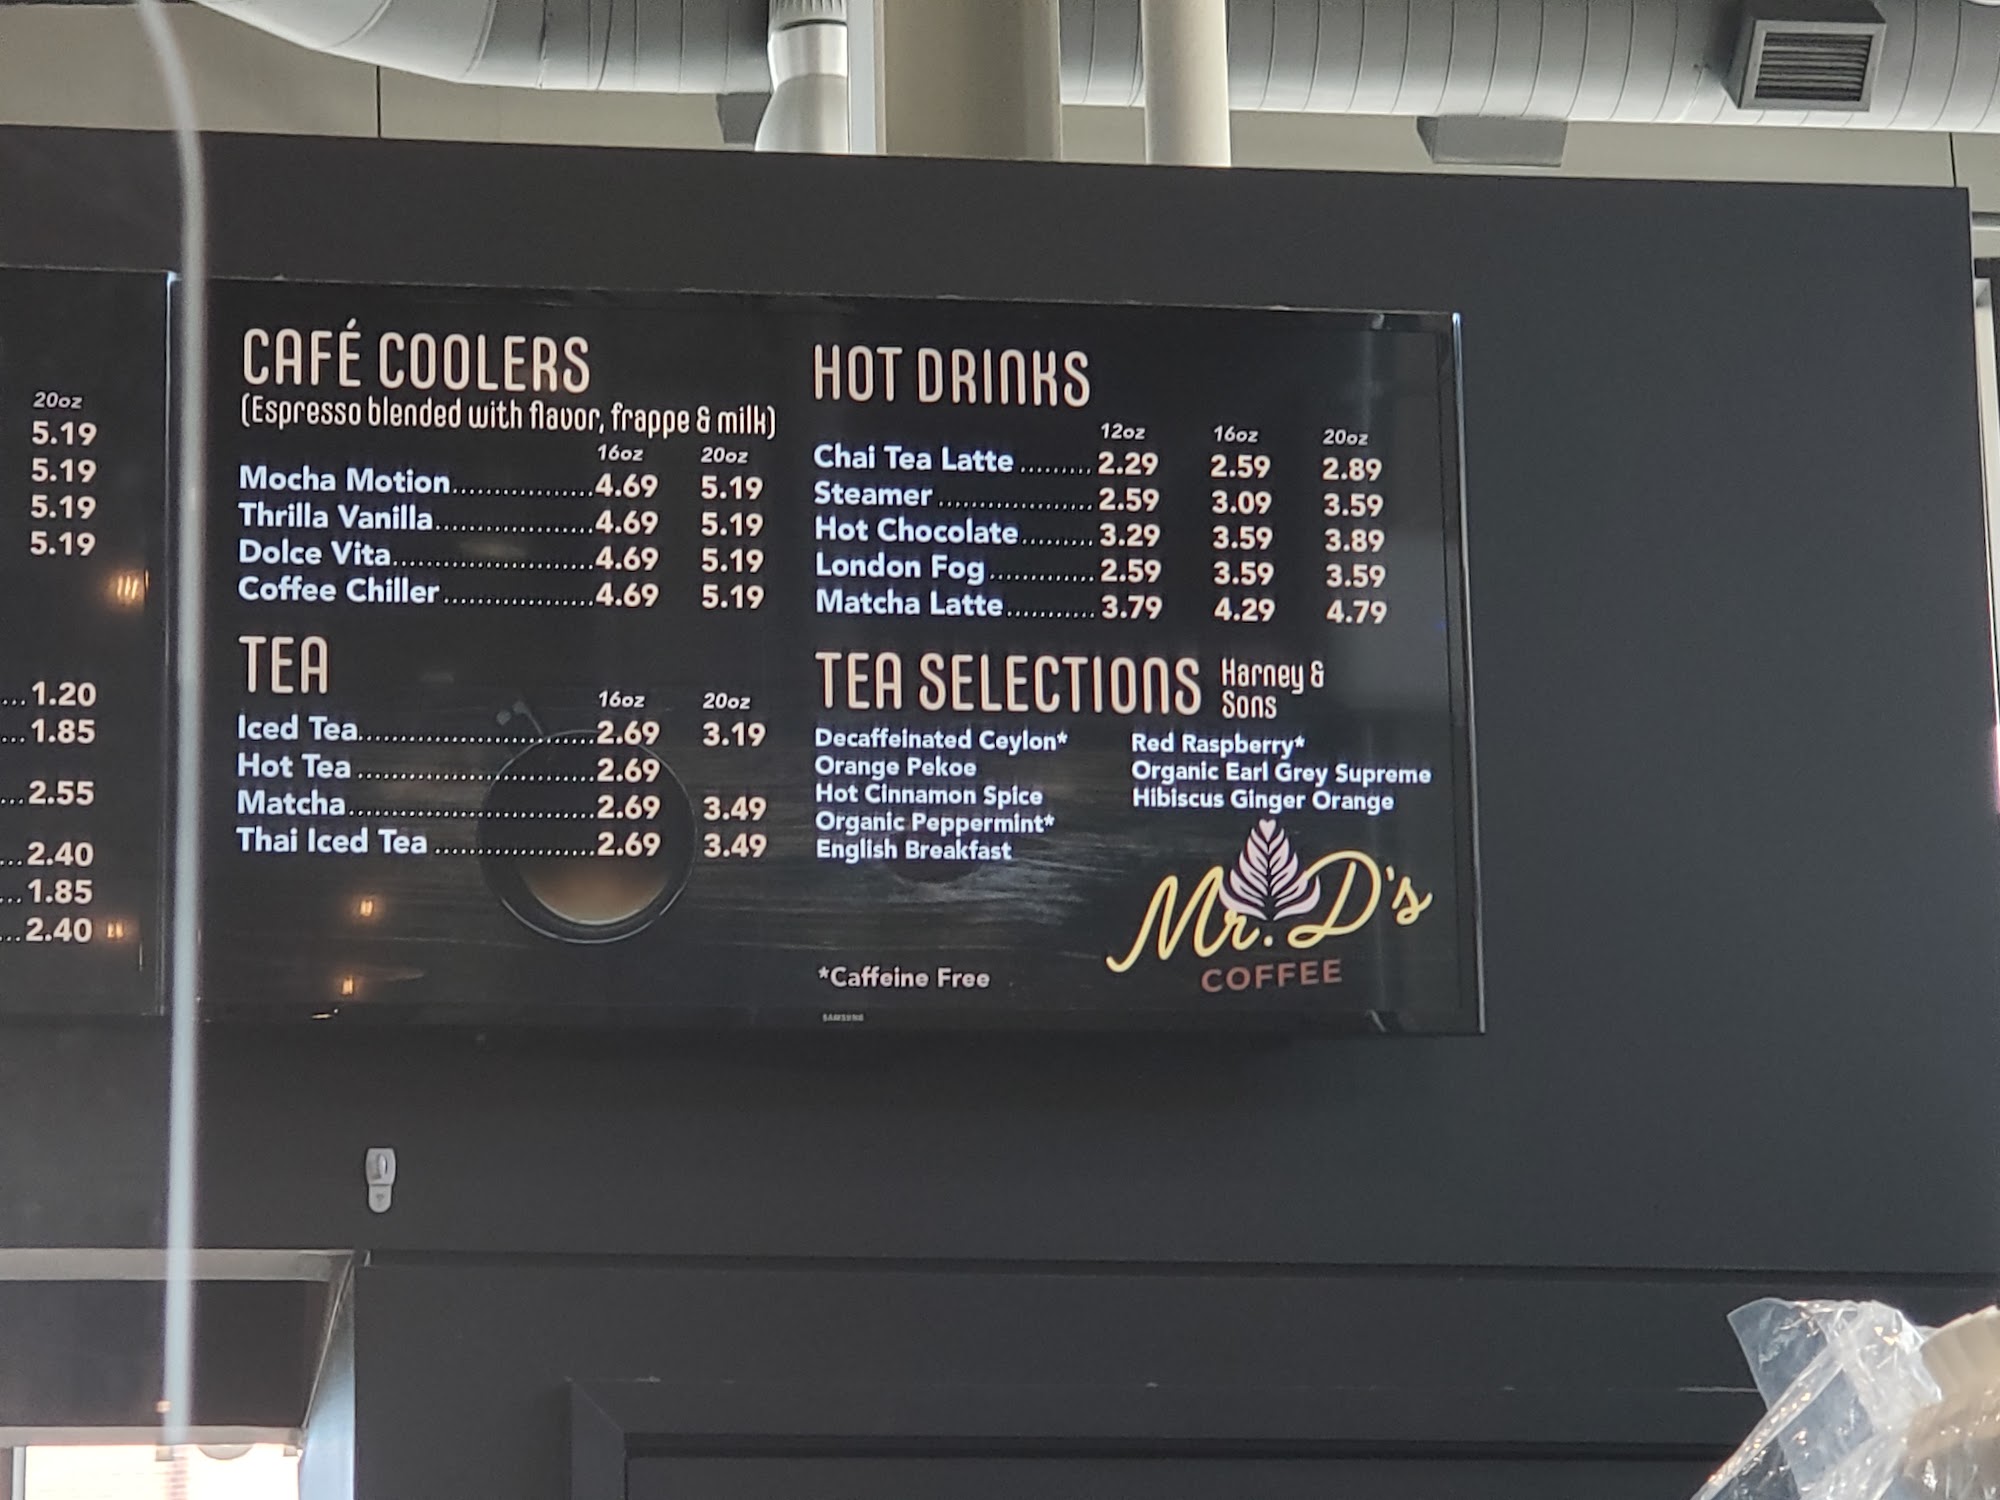 20oz
5.19
5.19
5.19
5.19
...1.20
...1.85
...2.55
...2.40
...1.85
...2.40
CAFÉ COOLERS
(Espresso blended with flavor, frappe & milk)
16oz 20oz
Mocha Motion................4.69 5.19
Thrilla Vanilla..................4.69 5.19
Dolce Vita.......................4.69 5.19
Coffee Chiller..................4.69 5.19
TEA
16oz 20oz
Iced Tea...........................2.69 3.19
Hot Tea...........................2.69
Matcha............................2.69 3.49
Thai Iced Tea..................2.69 3.49
HOT DRINKS
12oz 16oz 20oz
Chai Tea Latte.........2.29 2.59 2.89
Steamer...................2.59 3.09 3.59
Hot Chocolate.........3.29 3.59 3.89
London Fog.............2.59 3.59 3.59
Matcha Latte...........3.79 4.29 4.79
TEA SELECTIONS Harney &
Sons
Decaffeinated Ceylon*
Orange Pekoe
Hot Cinnamon Spice
Organic Peppermint*
English Breakfast
Red Raspberry*
Organic Earl Grey Supreme
Hibiscus Ginger Orange
*Caffeine Free
Mr. D's
COFFEE
SAMSUNG